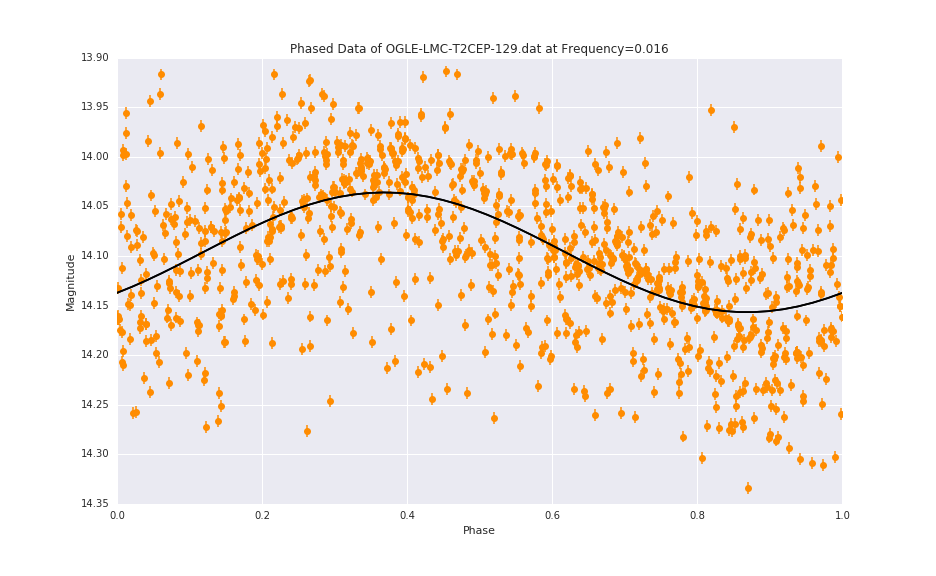 Phased Data of OGLE-LMC-T2CEP-129.dat at Frequency=0.016
13.90
13.95
14.00
14.05
14.10
14.15
14.20
14.25
14.30
14.35
Magnitude
0.0 0.2 0.4 0.6 0.8 1.0
Phase